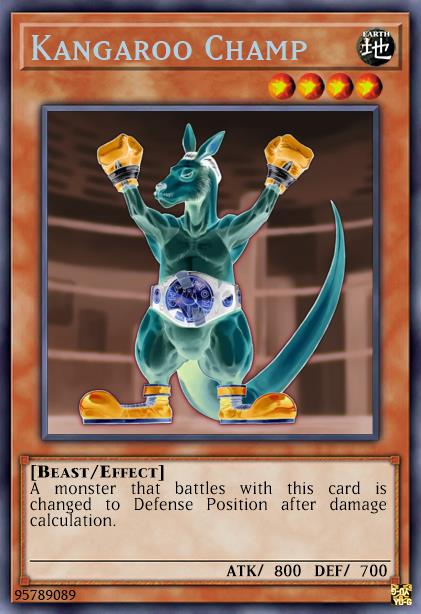 Kangaroo Champ
EARTH
地
[Beast/Effect]
A monster that battles with this card is
changed to Defense Position after damage
calculation.
ATK/ 800 DEF/ 700
95789089